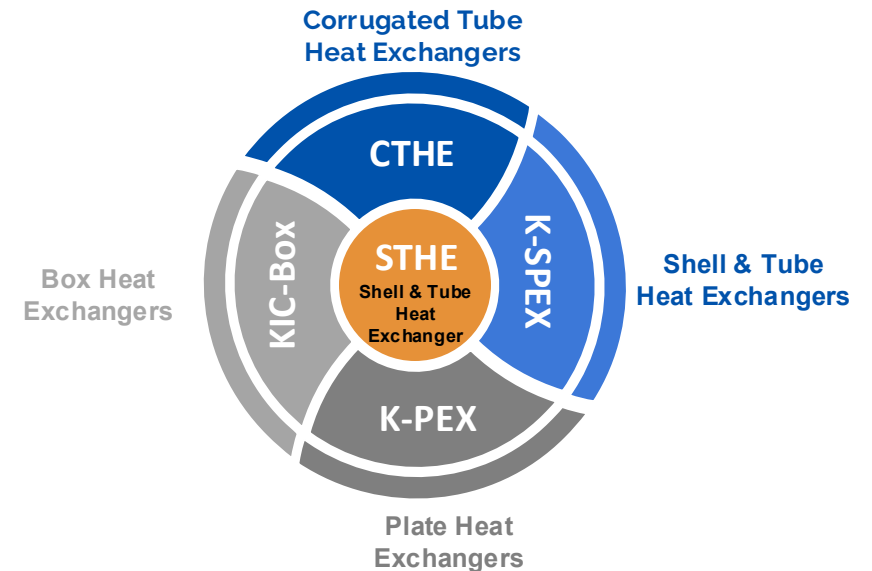 Corrugated Tube
Heat Exchangers
CTHE
K-SPEX
Shell & Tube
Heat Exchangers
STHE
Shell & Tube
Heat
Exchanger
KIC-Box
Box Heat
Exchangers
K-PEX
Plate Heat
Exchangers